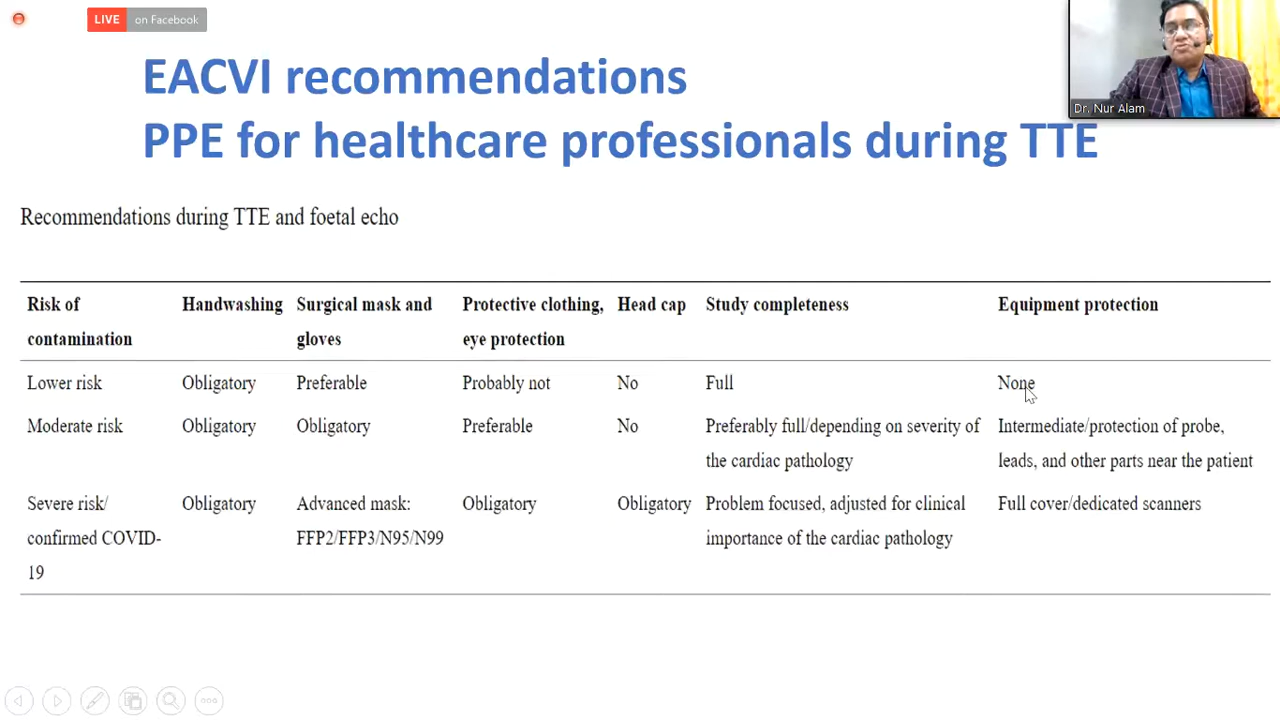 LIVE on Facebook
EACVI recommendations
PPE for healthcare professionals during TTE
Dr. Nur Alam
Recommendations during TTE and foetal echo
Risk of contamination Handwashing Surgical mask and gloves Protective clothing, eye protection Head cap Study completeness Equipment protection
Lower risk Obligatory Preferable Probably not No Full None
Moderate risk Obligatory Obligatory Preferable No Preferably full/depending on severity of the cardiac pathology Intermediate/protection of probe, leads, and other parts near the patient
Severe risk/ confirmed COVID-19 Obligatory Advanced mask: FFP2/FFP3/N95/N99 Obligatory Obligatory Problem focused, adjusted for clinical importance of the cardiac pathology Full cover/dedicated scanners